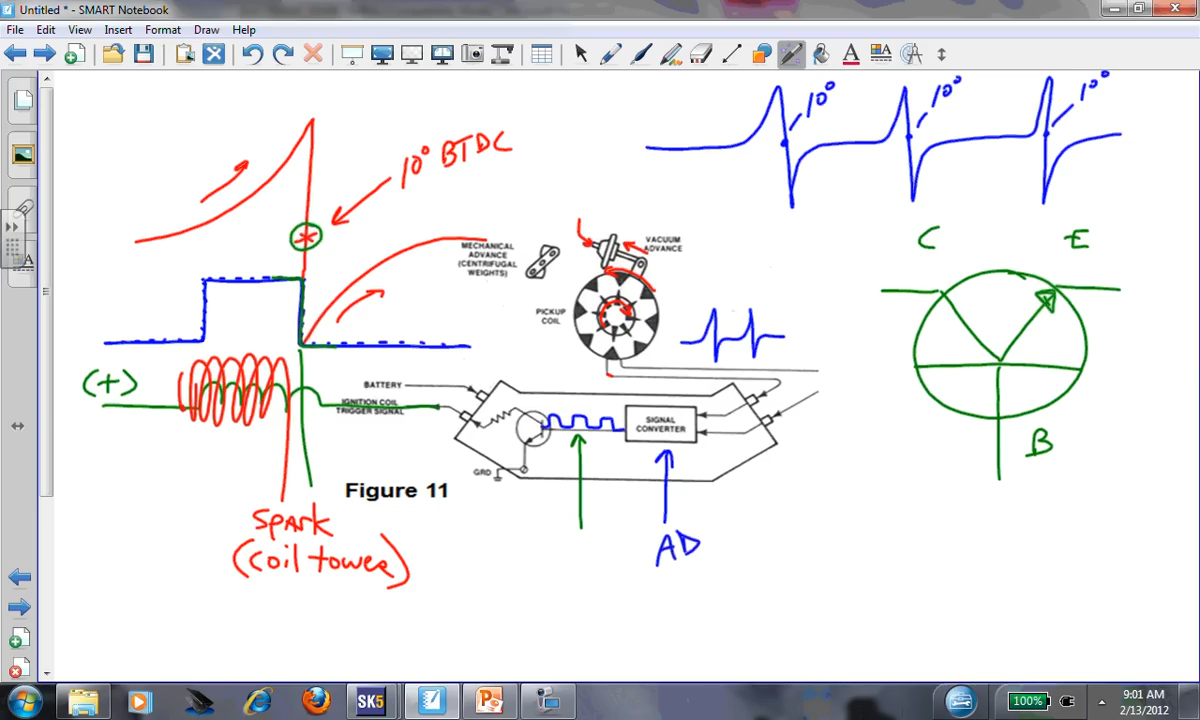 Untitled * - SMART Notebook
File Edit View Insert Format Draw Help
10° 10° 10°
10° BTDC
C E
MECHANICAL
ADVANCE
(CENTRIFUGAL
WEIGHTS)
VACUUM
ADVANCE
PICKUP
COIL
(+)
BATTERY
IGNITION COIL
TRIGGER SIGNAL
SIGNAL
CONVERTER
GRD
B
Figure 11
SPARK
(coil tower)
AD
SK5
100%
9:01 AM
2/13/2012